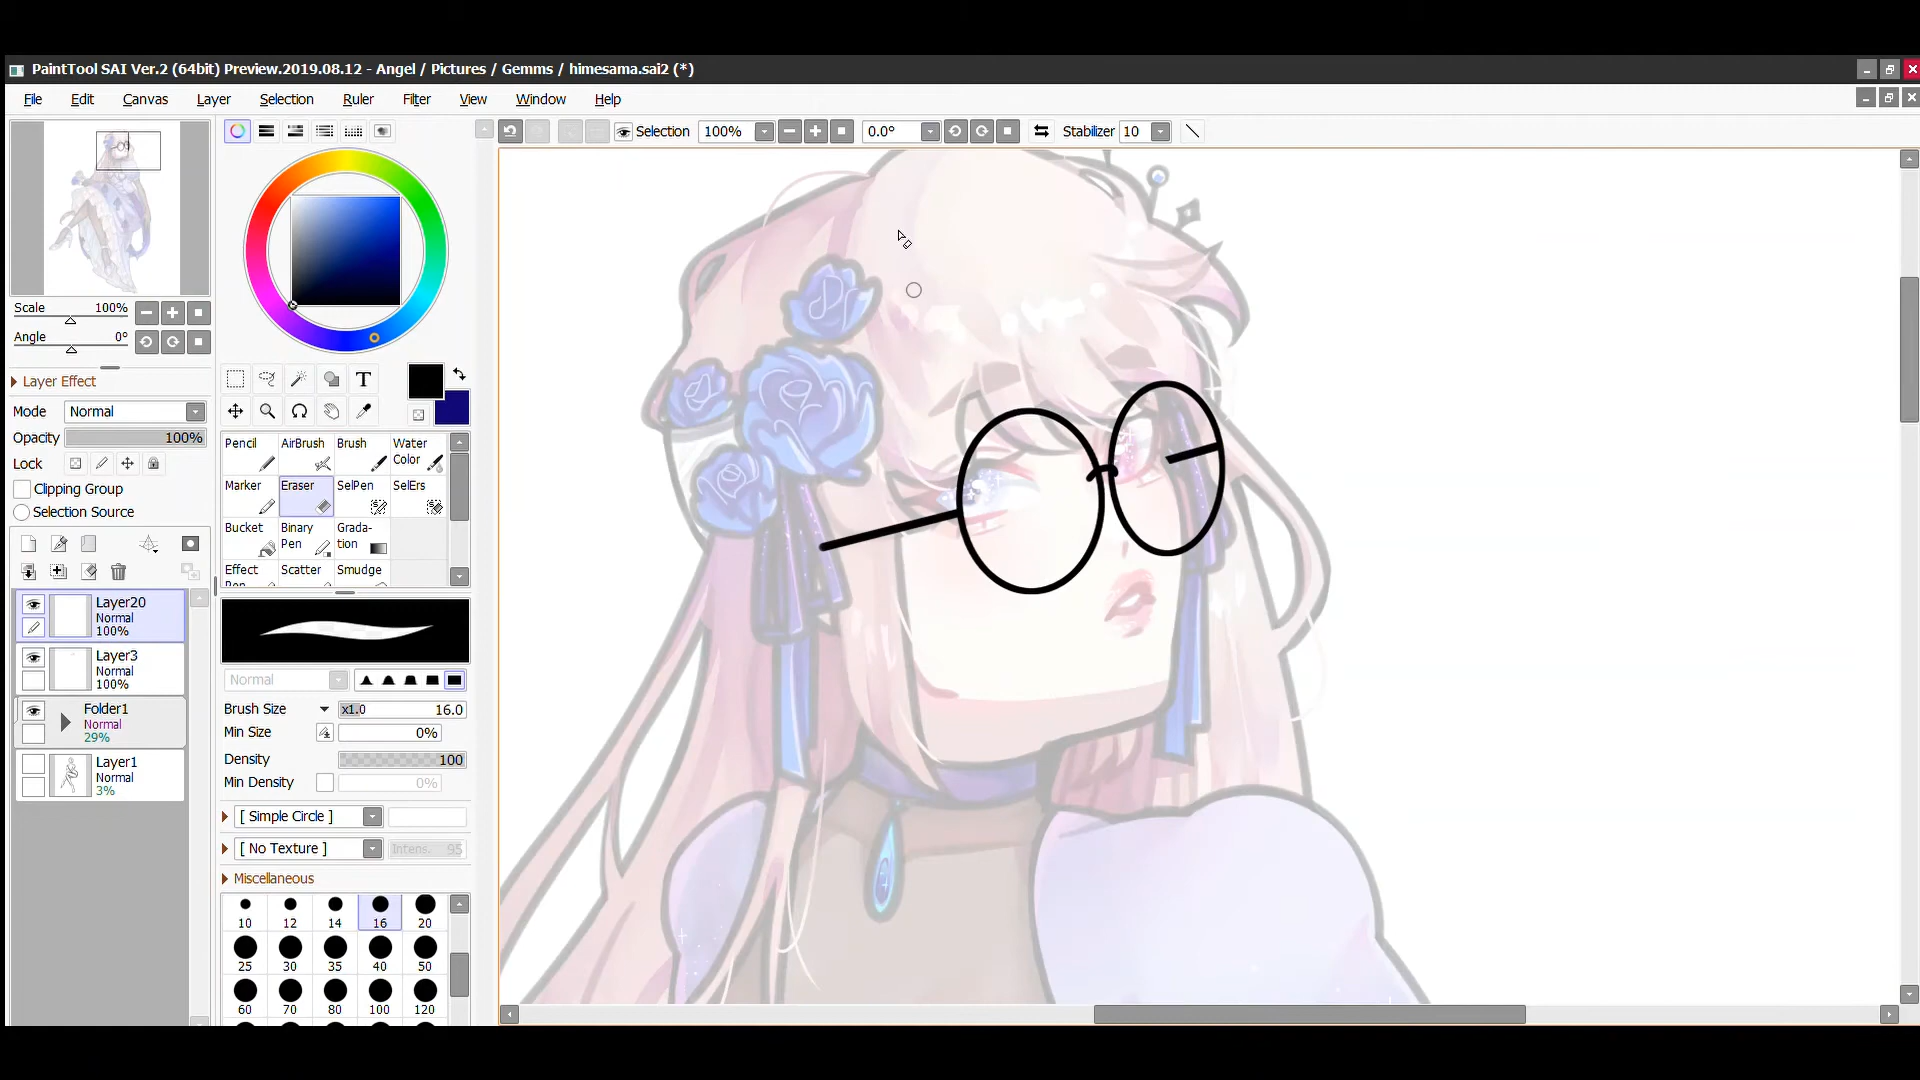 PaintTool SAI Ver.2 (64bit) Preview.2019.08.12 - Angel / Pictures / Gemms / himesama.sai2 (*)
File Edit Canvas Layer Selection Ruler Filter View Window Help
Selection 100% 0.0° Stabilizer 10
Scale 100%
Angle 0°
Layer Effect
Mode Normal
Opacity 100%
Lock
Clipping Group
Selection Source
Layer20
Normal
100%
Layer3
Normal
100%
Folder1
Normal
29%
Layer1
Normal
3%
T
Pencil AirBrush Brush Water Color
Marker Eraser SelPen SelErs
Bucket Binary Pen Grada-tion
Effect Pen Scatter Smudge
Normal
Brush Size x1.0 16.0
Min Size 0%
Density 100
Min Density 0%
[ Simple Circle ]
[ No Texture ] Intens. 95
Miscellaneous
10 12 14 16 20
25 30 35 40 50
60 70 80 100 120